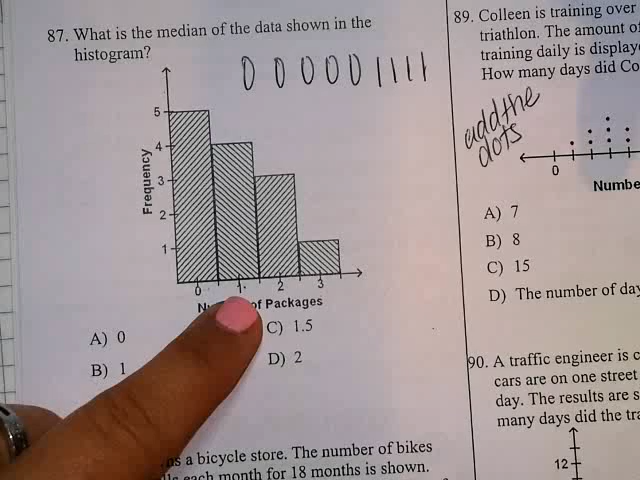 87. What is the median of the data shown in the
histogram?
0 0 0 0 0 1 1 1 1
Frequency
5
4
3
2
1
0 1 2 3
of Packages
A) 0
B) 1
C) 1.5
D) 2
as a bicycle store. The number of bikes
each month for 18 months is shown.
89. Colleen is training over
triathlon. The amount of
training daily is display
How many days did Co
add the
dots
0
Numbe
A) 7
B) 8
C) 15
D) The number of day
90. A traffic engineer is c
cars are on one street
day. The results are s
many days did the tra
12